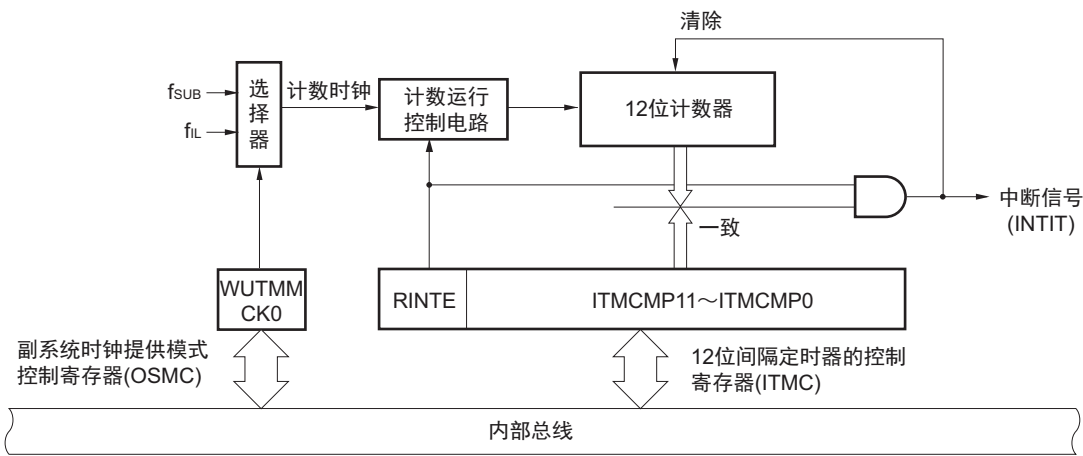 清除
fSUB
fIL
选择器
计数时钟
计数运行
控制电路
12位计数器
一致
中断信号
(INTIT)
WUTMM
CK0
RINTE
ITMCMP11～ITMCMP0
副系统时钟提供模式
控制寄存器(OSMC)
12位间隔定时器的控制
寄存器(ITMC)
内部总线